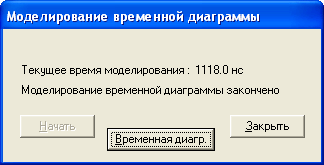 Моделирование временной диаграммы
Текущее время моделирования : 1118.0 нс
Моделирование временной диаграммы закончено
Начать
Временная диагр.
Закрыть